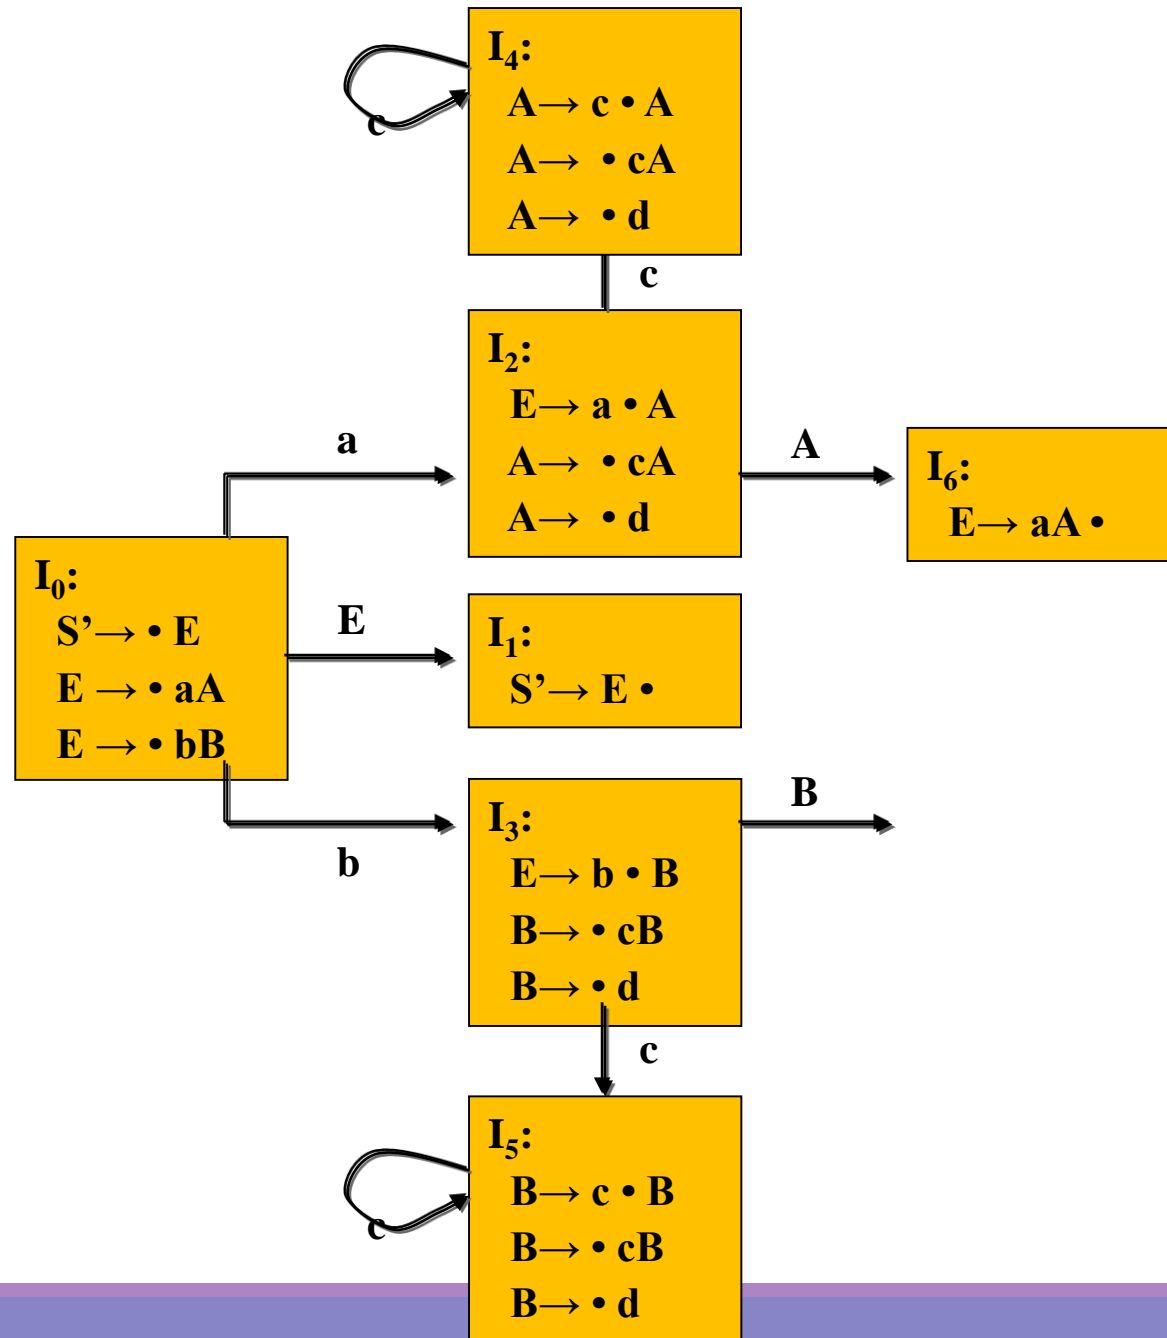 I₄:
A→ c • A
A→ • cA
A→ • d
c
c
I₂:
E→ a • A
A→ • cA
A→ • d
a
A
I₆:
E→ aA •
I₀:
S’→ • E
E → • aA
E → • bB
E
I₁:
S’→ E •
b
I₃:
E→ b • B
B→ • cB
B→ • d
B
c
I₅:
B→ c • B
B→ • cB
B→ • d
c